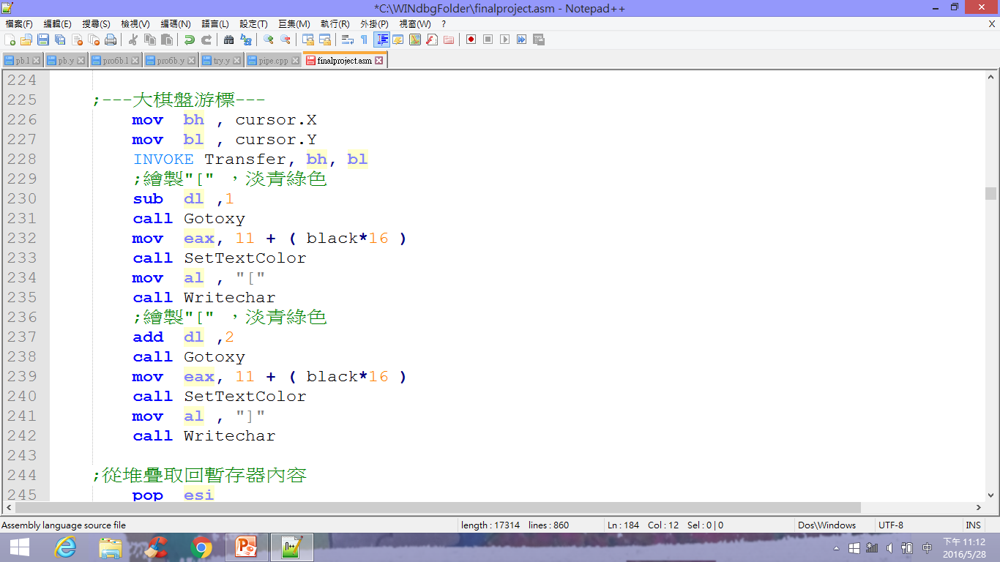 *C:\WINdbgFolder\finalproject.asm - Notepad++
檔案(F) 編輯(E) 搜尋(S) 檢視(V) 編碼(N) 語言(L) 設定(T) 巨集(M) 執行(R) 外掛(P) 視窗(W) ? X
pb.l pb.y pro6b.l pro6b.y try.y pipe.cpp finalproject.asm
224
225 ;---大棋盤游標---
226 mov bh , cursor.X
227 mov bl , cursor.Y
228 INVOKE Transfer, bh, bl
229 ;繪製"[" ，淡青綠色
230 sub dl ,1
231 call Gotoxy
232 mov eax, 11 + ( black*16 )
233 call SetTextColor
234 mov al , "["
235 call Writechar
236 ;繪製"[" ，淡青綠色
237 add dl ,2
238 call Gotoxy
239 mov eax, 11 + ( black*16 )
240 call SetTextColor
241 mov al , "]"
242 call Writechar
243
244 ;從堆疊取回暫存器內容
245 pop esi
Assembly language source file length : 17314 lines : 860 Ln : 184 Col : 12 Sel : 0 | 0 Dos\Windows UTF-8 INS
中 下午 11:12
2016/5/28